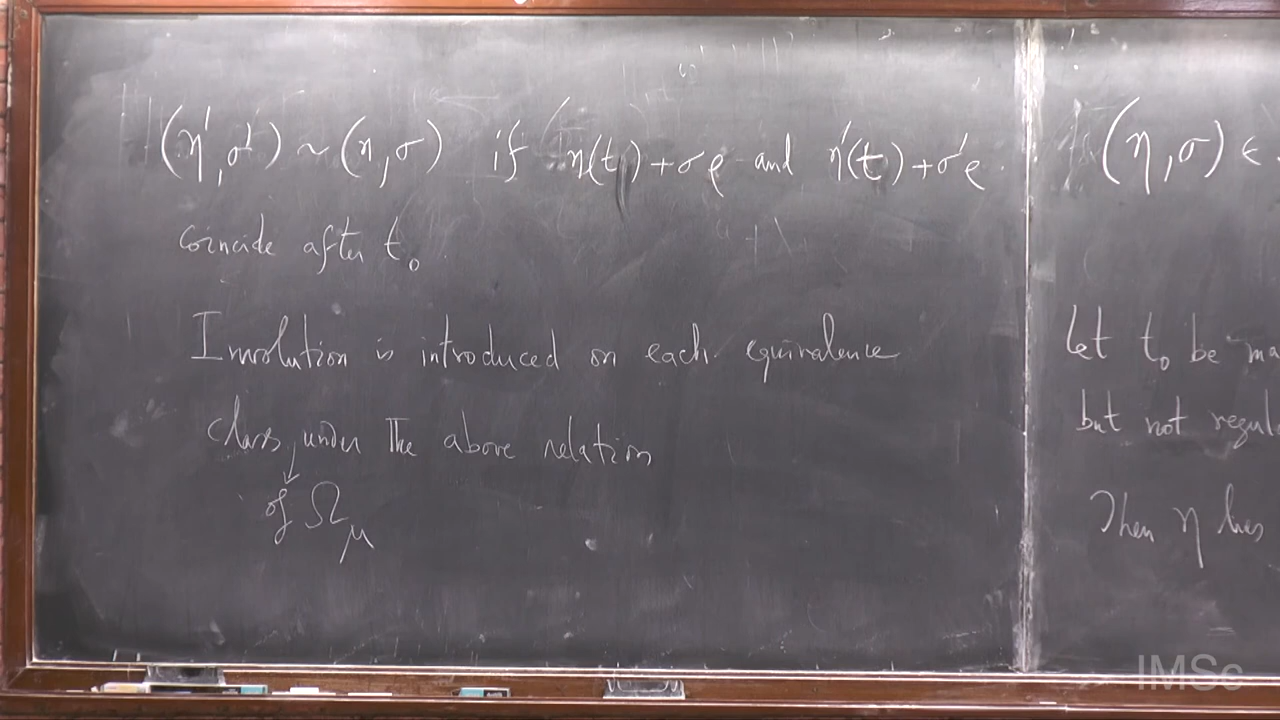 (η', σ') ~ (η, σ) if η(t) + σρ and η'(t) + σ'ρ
coincide after t₀
Involution is introduced on each equivalence
class, under the above relation
of Ω_μ
(η, σ) ∈
Let t₀ be ma
but not regul
Then η lies
IMSc